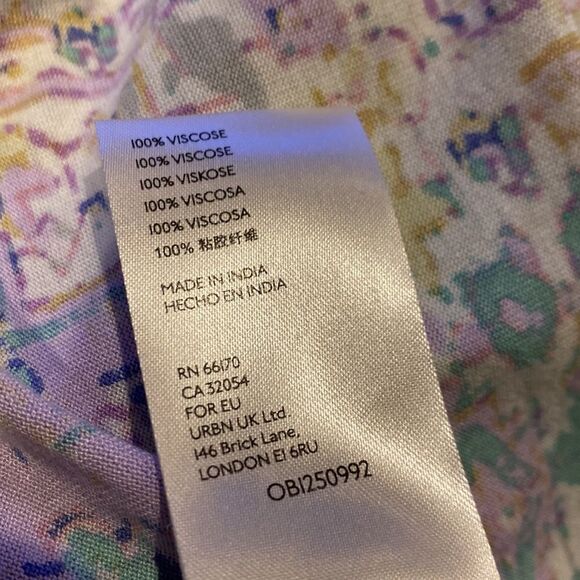 100% VISCOSE
100% VISCOSE
100% VISKOSE
100% VISCOSA
100% VISCOSA
100% 粘胶纤维
MADE IN INDIA
HECHO EN INDIA
RN 66170
CA 32054
FOR EU
URBN UK Ltd.
146 Brick Lane,
LONDON E1 6RU
OB1250992